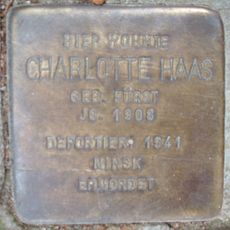 HIER WOHNTE
CHARLOTTE HAAS
GEB. FÜRST
JG. 1908
DEPORTIERT 1941
MINSK
ERMORDET